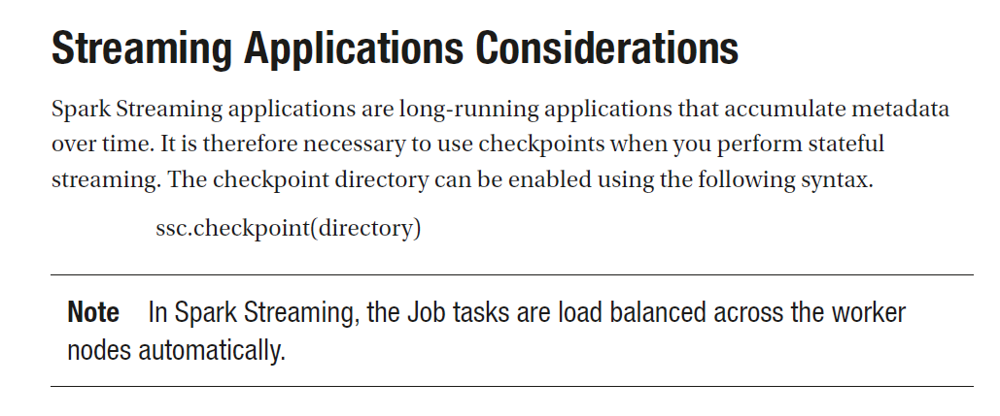 Streaming Applications Considerations
Spark Streaming applications are long-running applications that accumulate metadata
over time. It is therefore necessary to use checkpoints when you perform stateful
streaming. The checkpoint directory can be enabled using the following syntax.
ssc.checkpoint(directory)
Note In Spark Streaming, the Job tasks are load balanced across the worker
nodes automatically.